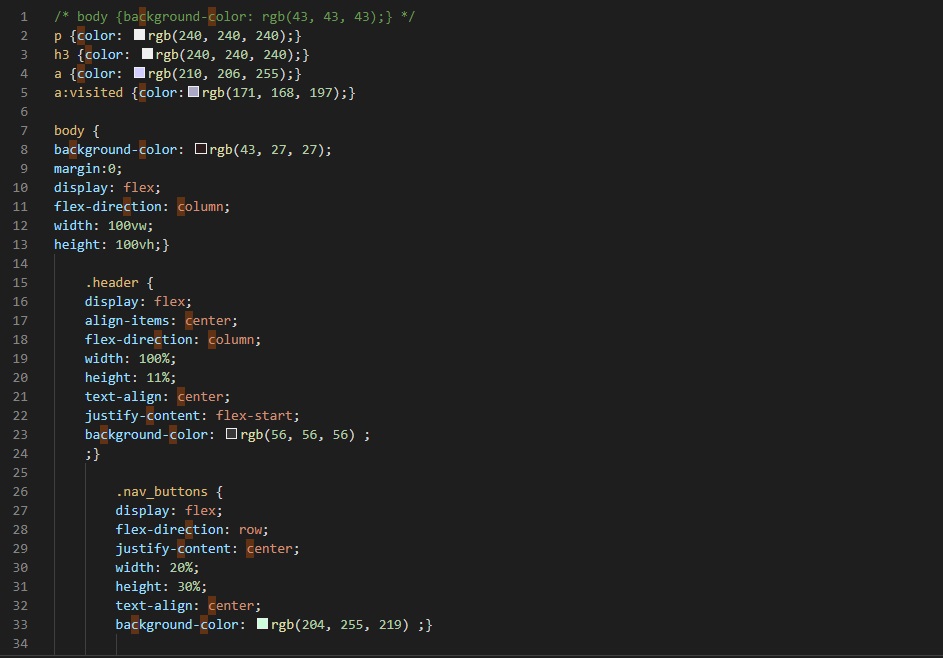 1 /* body {background-color: rgb(43, 43, 43);} */
2 p {color: rgb(240, 240, 240);}
3 h3 {color: rgb(240, 240, 240);}
4 a {color: rgb(210, 206, 255);}
5 a:visited {color: rgb(171, 168, 197);}
6
7 body {
8 background-color: rgb(43, 27, 27);
9 margin:0;
10 display: flex;
11 flex-direction: column;
12 width: 100vw;
13 height: 100vh;}
14
15 .header {
16 display: flex;
17 align-items: center;
18 flex-direction: column;
19 width: 100%;
20 height: 11%;
21 text-align: center;
22 justify-content: flex-start;
23 background-color: rgb(56, 56, 56) ;
24 ;}
25
26 .nav_buttons {
27 display: flex;
28 flex-direction: row;
29 justify-content: center;
30 width: 20%;
31 height: 30%;
32 text-align: center;
33 background-color: rgb(204, 255, 219) ;}
34